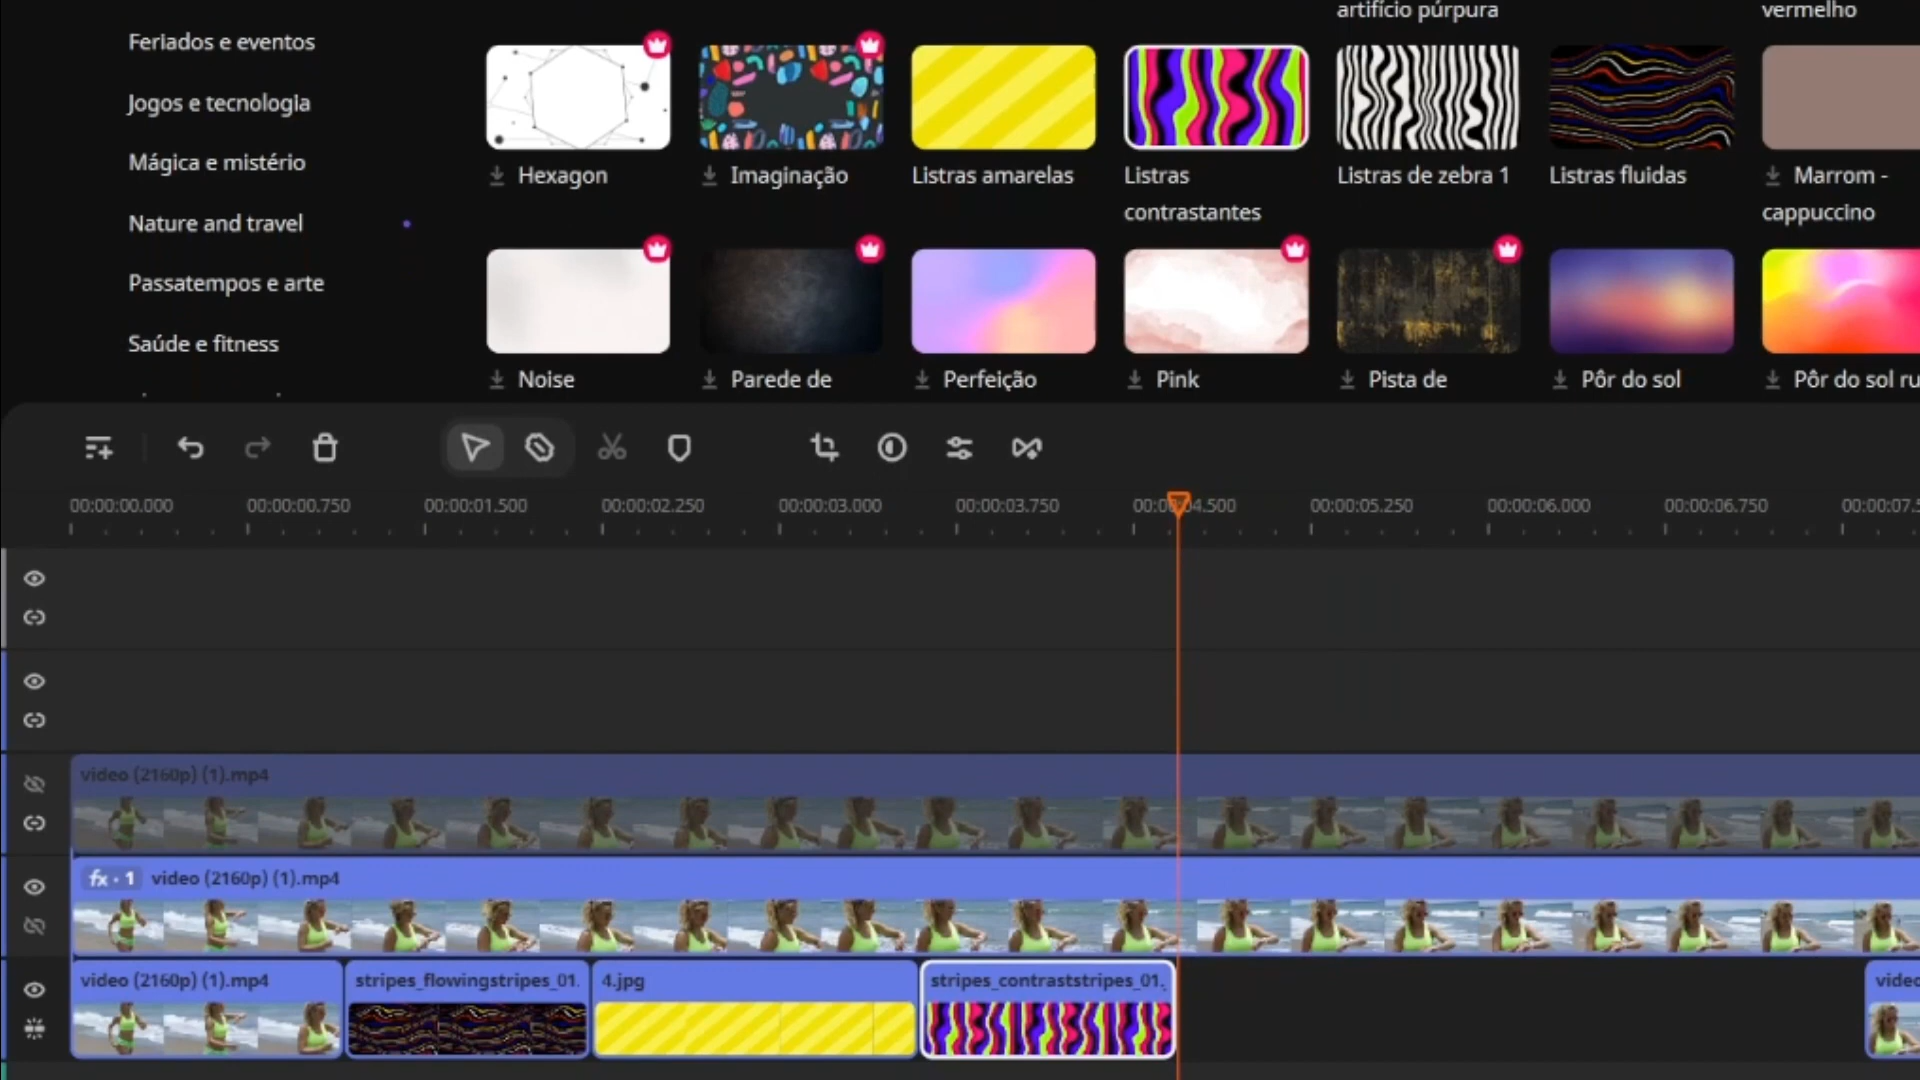 artifício púrpura
vermelho
Feriados e eventos
Jogos e tecnologia
Mágica e mistério
Nature and travel
Passatempos e arte
Saúde e fitness
Hexagon
Imaginação
Listras amarelas
Listras
contrastantes
Listras de zebra 1
Listras fluidas
Marrom -
cappuccino
Noise
Parede de
Perfeição
Pink
Pista de
Pôr do sol
Pôr do sol ru
00:00:00.000
00:00:00.750
00:00:01.500
00:00:02.250
00:00:03.000
00:00:03.750
00:00:04.500
00:00:05.250
00:00:06.000
00:00:06.750
00:00:07.5
video (2160p) (1).mp4
fx · 1 video (2160p) (1).mp4
video (2160p) (1).mp4
stripes_flowingstripes_01.
4.jpg
stripes_contraststripes_01.
video